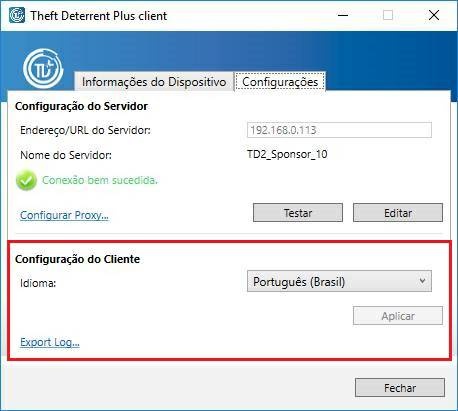 Theft Deterrent Plus client
TD
Informações do Dispositivo Configurações
Configuração do Servidor
Endereço/URL do Servidor: 192.168.0.113
Nome do Servidor: TD2_Sponsor_10
Conexão bem sucedida.
Configurar Proxy... Testar Editar
Configuração do Cliente
Idioma: Português (Brasil)
Aplicar
Export Log...
Fechar